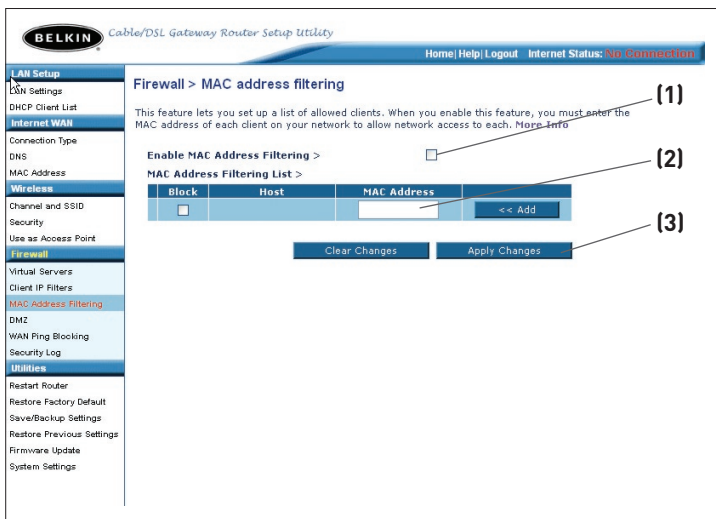 BELKIN
Cable/DSL Gateway Router Setup Utility
Home| Help| Logout Internet Status: No Connection
LAN Setup
LAN Settings
DHCP Client List
Internet WAN
Connection Type
DNS
MAC Address
Wireless
Channel and SSID
Security
Use as Access Point
Firewall
Virtual Servers
Client IP Filters
MAC Address Filtering
DMZ
WAN Ping Blocking
Security Log
Utilities
Restart Router
Restore Factory Default
Save/Backup Settings
Restore Previous Settings
Firmware Update
System Settings
Firewall > MAC address filtering
This feature lets you set up a list of allowed clients. When you enable this feature, you must enter the
MAC address of each client on your network to allow network access to each. More Info
Enable MAC Address Filtering >
(1)
MAC Address Filtering List >
(2)
Block Host MAC Address
<< Add
(3)
Clear Changes Apply Changes